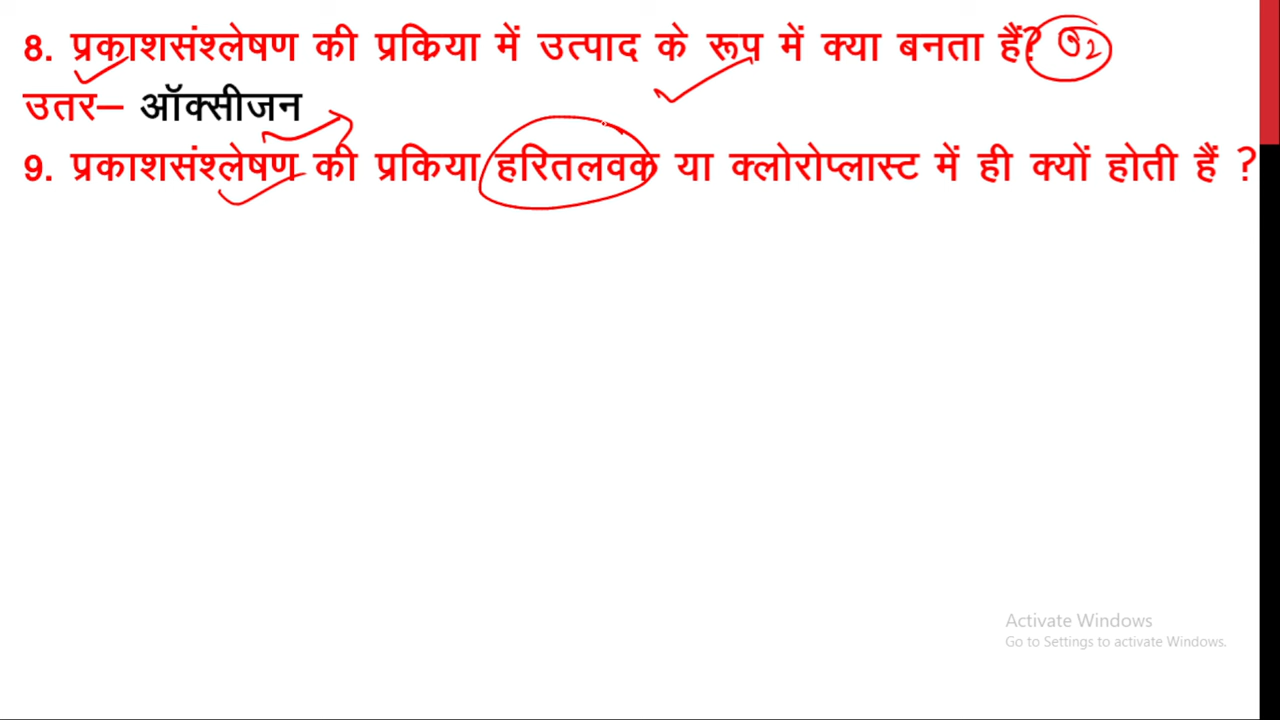 8. प्रकाशसंश्लेषण की प्रकिया में उत्पाद के रूप में क्या बनता हैं? O2
उतर– ऑक्सीजन
9. प्रकाशसंश्लेषण की प्रकिया हरितलवक या क्लोरोप्लास्ट में ही क्यों होती हैं ?
Activate Windows
Go to Settings to activate Windows.